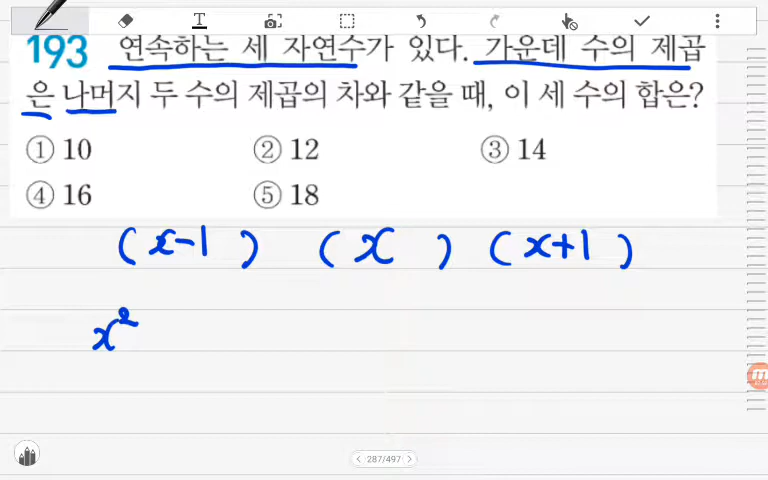 193 연속하는 세 자연수가 있다. 가운데 수의 제곱
은 나머지 두 수의 제곱의 차와 같을 때, 이 세 수의 합은?
① 10 ② 12 ③ 14
④ 16 ⑤ 18
(x-1) (x) (x+1)
x²
287/497